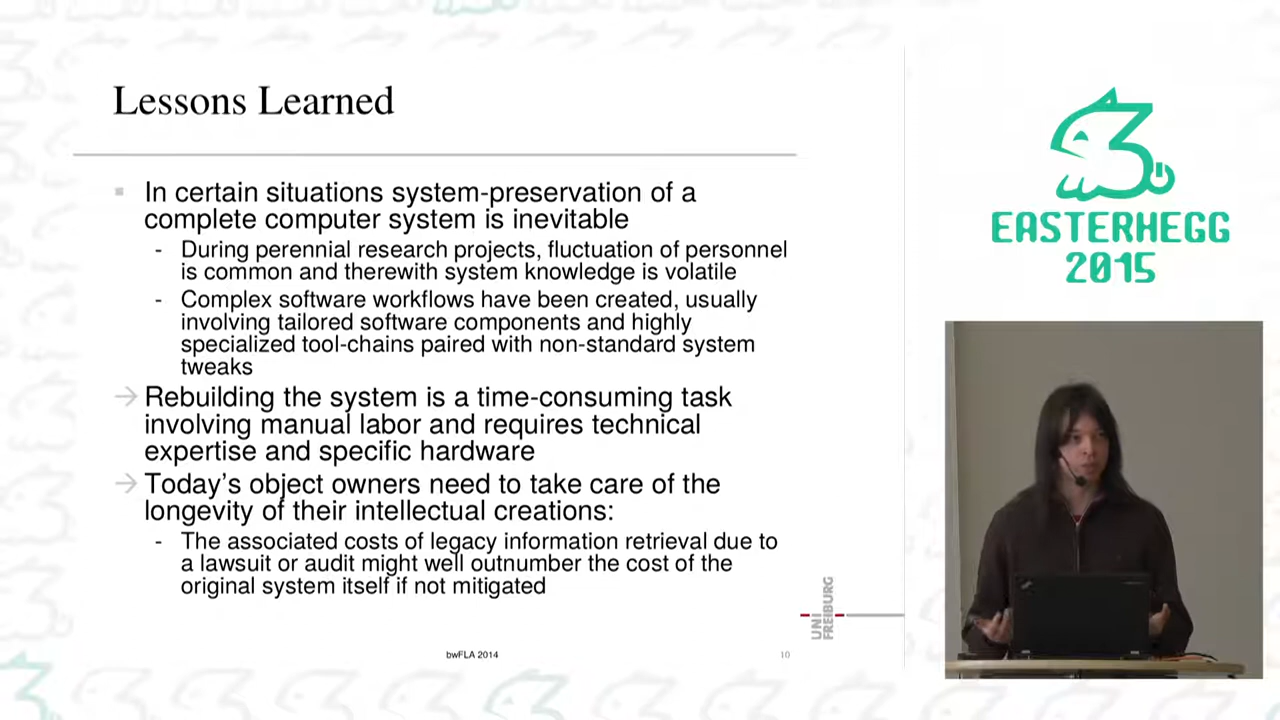 Lessons Learned
In certain situations system-preservation of a
complete computer system is inevitable
- During perennial research projects, fluctuation of personnel
is common and therewith system knowledge is volatile
- Complex software workflows have been created, usually
involving tailored software components and highly
specialized tool-chains paired with non-standard system
tweaks
→ Rebuilding the system is a time-consuming task
involving manual labor and requires technical
expertise and specific hardware
→ Today's object owners need to take care of the
longevity of their intellectual creations:
- The associated costs of legacy information retrieval due to
a lawsuit or audit might well outnumber the cost of the
original system itself if not mitigated
UNI
FREIBURG
bwFLA 2014
10
EASTERHEGG
2015